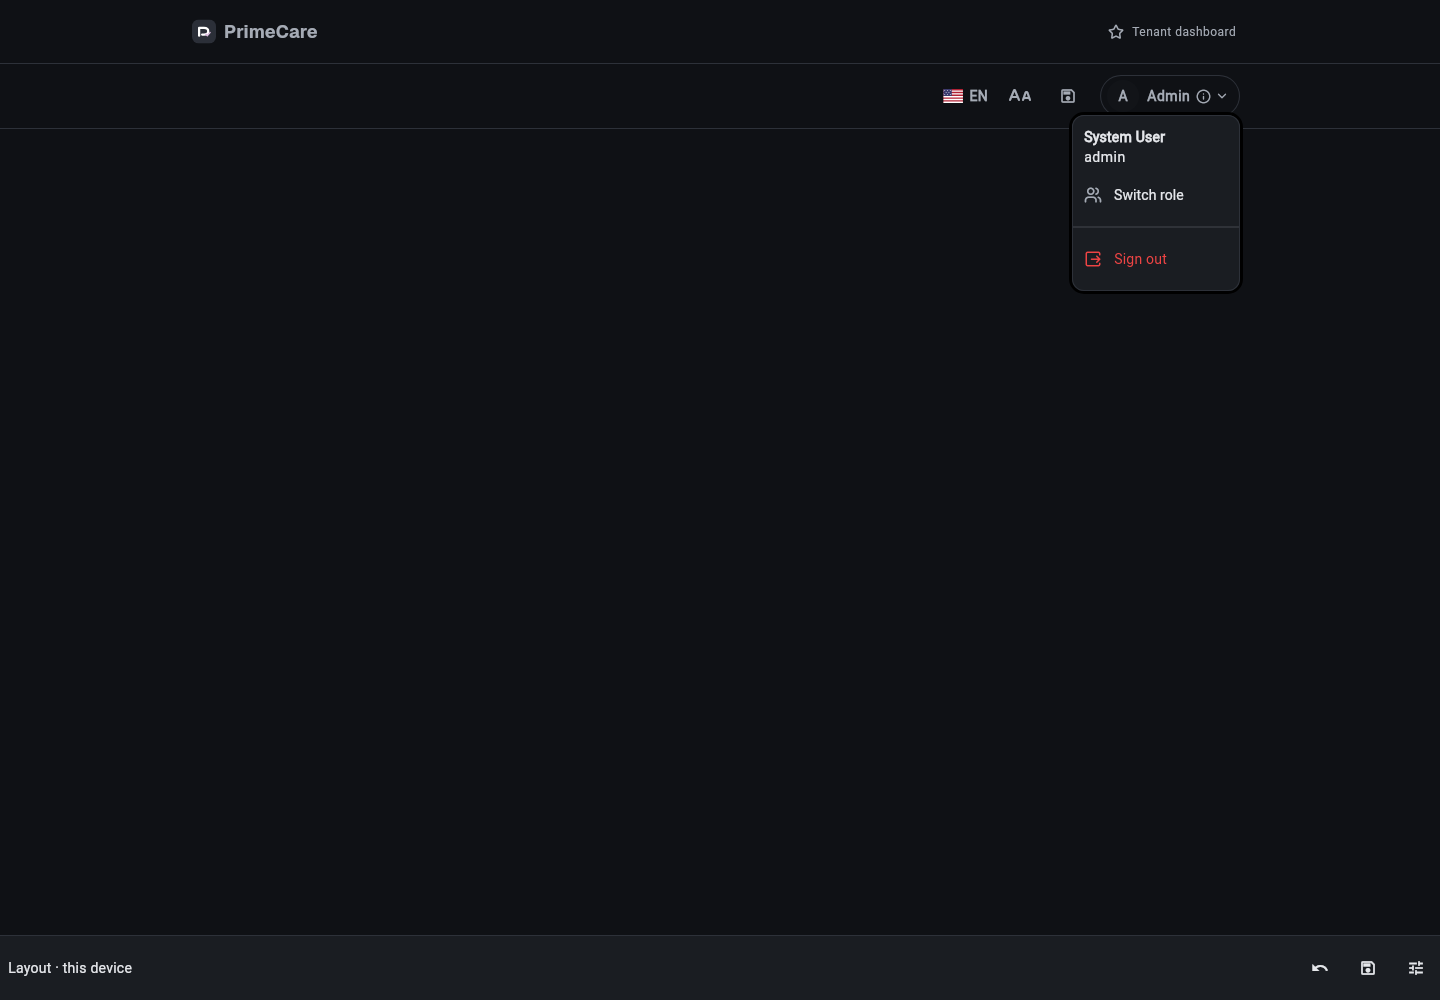 PrimeCare
Tenant dashboard
EN
AA
A
Admin
System User
admin
Switch role
Sign out
Layout · this device